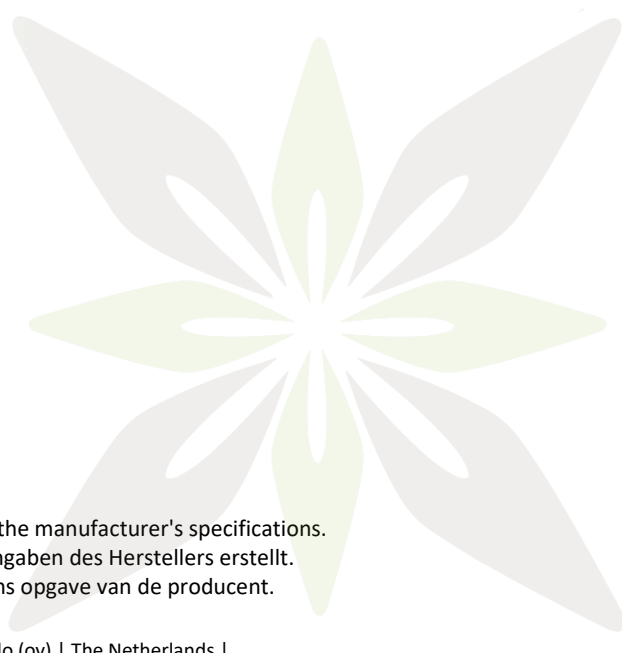 the manufacturer's specifications.
ngaben des Herstellers erstellt.
ns opgave van de producent.
lo (ov) | The Netherlands |